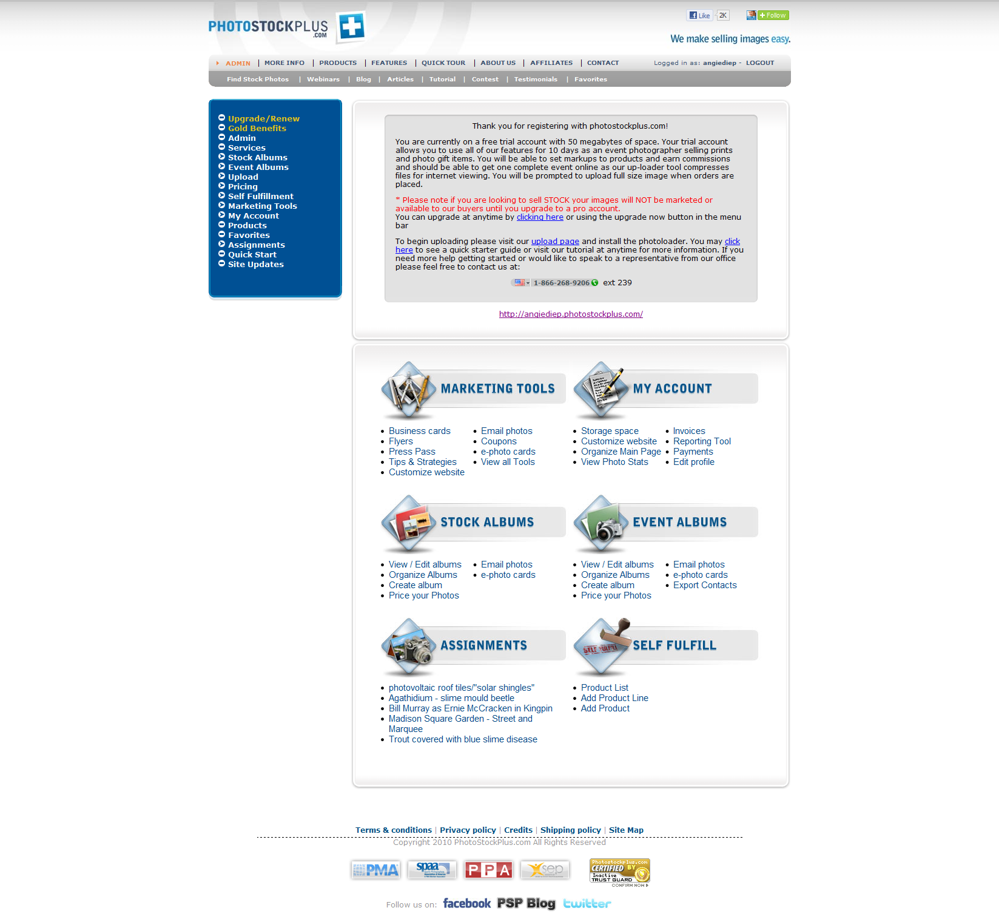 PHOTOSTOCKPLUS
.COM
Like 2K
Follow
We make selling images easy.
ADMIN | MORE INFO | PRODUCTS | FEATURES | QUICK TOUR | ABOUT US | AFFILIATES | CONTACT
Logged in as: angiediep - LOGOUT
Find Stock Photos | Webinars | Blog | Articles | Tutorial | Contest | Testimonials | Favorites
Upgrade/Renew
Gold Benefits
Admin
Services
Stock Albums
Event Albums
Upload
Pricing
Self Fulfillment
Marketing Tools
My Account
Products
Favorites
Assignments
Quick Start
Site Updates
Thank you for registering with photostockplus.com!
You are currently on a free trial account with 50 megabytes of space. Your trial account
allows you to use all of our features for 10 days as an event photographer selling prints
and photo gift items. You will be able to set markups to products and earn commissions
and should be able to get one complete event online as our up-loader tool compresses
files for internet viewing. You will be prompted to upload full size image when orders are
placed.
* Please note if you are looking to sell STOCK your images will NOT be marketed or
available to our buyers until you upgrade to a pro account.
You can upgrade at anytime by clicking here or using the upgrade now button in the menu
bar
To begin uploading please visit our upload page and install the photoloader. You may click
here to see a quick starter guide or visit our tutorial at anytime for more information. If you
need more help getting started or would like to speak to a representative from our office
please feel free to contact us at:
1-866-268-9206 ext 239
http://angiediep.photostockplus.com/
MARKETING TOOLS
Business cards
Flyers
Press Pass
Tips & Strategies
Customize website
Email photos
Coupons
e-photo cards
View all Tools
MY ACCOUNT
Storage space
Customize website
Organize Main Page
View Photo Stats
Invoices
Reporting Tool
Payments
Edit profile
STOCK ALBUMS
View / Edit albums
Organize Albums
Create album
Price your Photos
Email photos
e-photo cards
EVENT ALBUMS
View / Edit albums
Organize Albums
Create album
Price your Photos
Email photos
e-photo cards
Export Contacts
ASSIGNMENTS
photovoltaic roof tiles/"solar shingles"
Agathidium - slime mould beetle
Bill Murray as Ernie McCracken in Kingpin
Madison Square Garden - Street and
Marquee
Trout covered with blue slime disease
SELF FULFILL
SELF FULFILL
Product List
Add Product Line
Add Product
Terms & conditions | Privacy policy | Credits | Shipping policy | Site Map
Copyright 2010 PhotoStockPlus.com All Rights Reserved
PMA
spaa
PPA
sep
Photostockplus.com
CERTIFIED BY
Inactive
TRUST GUARD
CONFIRM NOW
Follow us on: facebook PSP Blog twitter